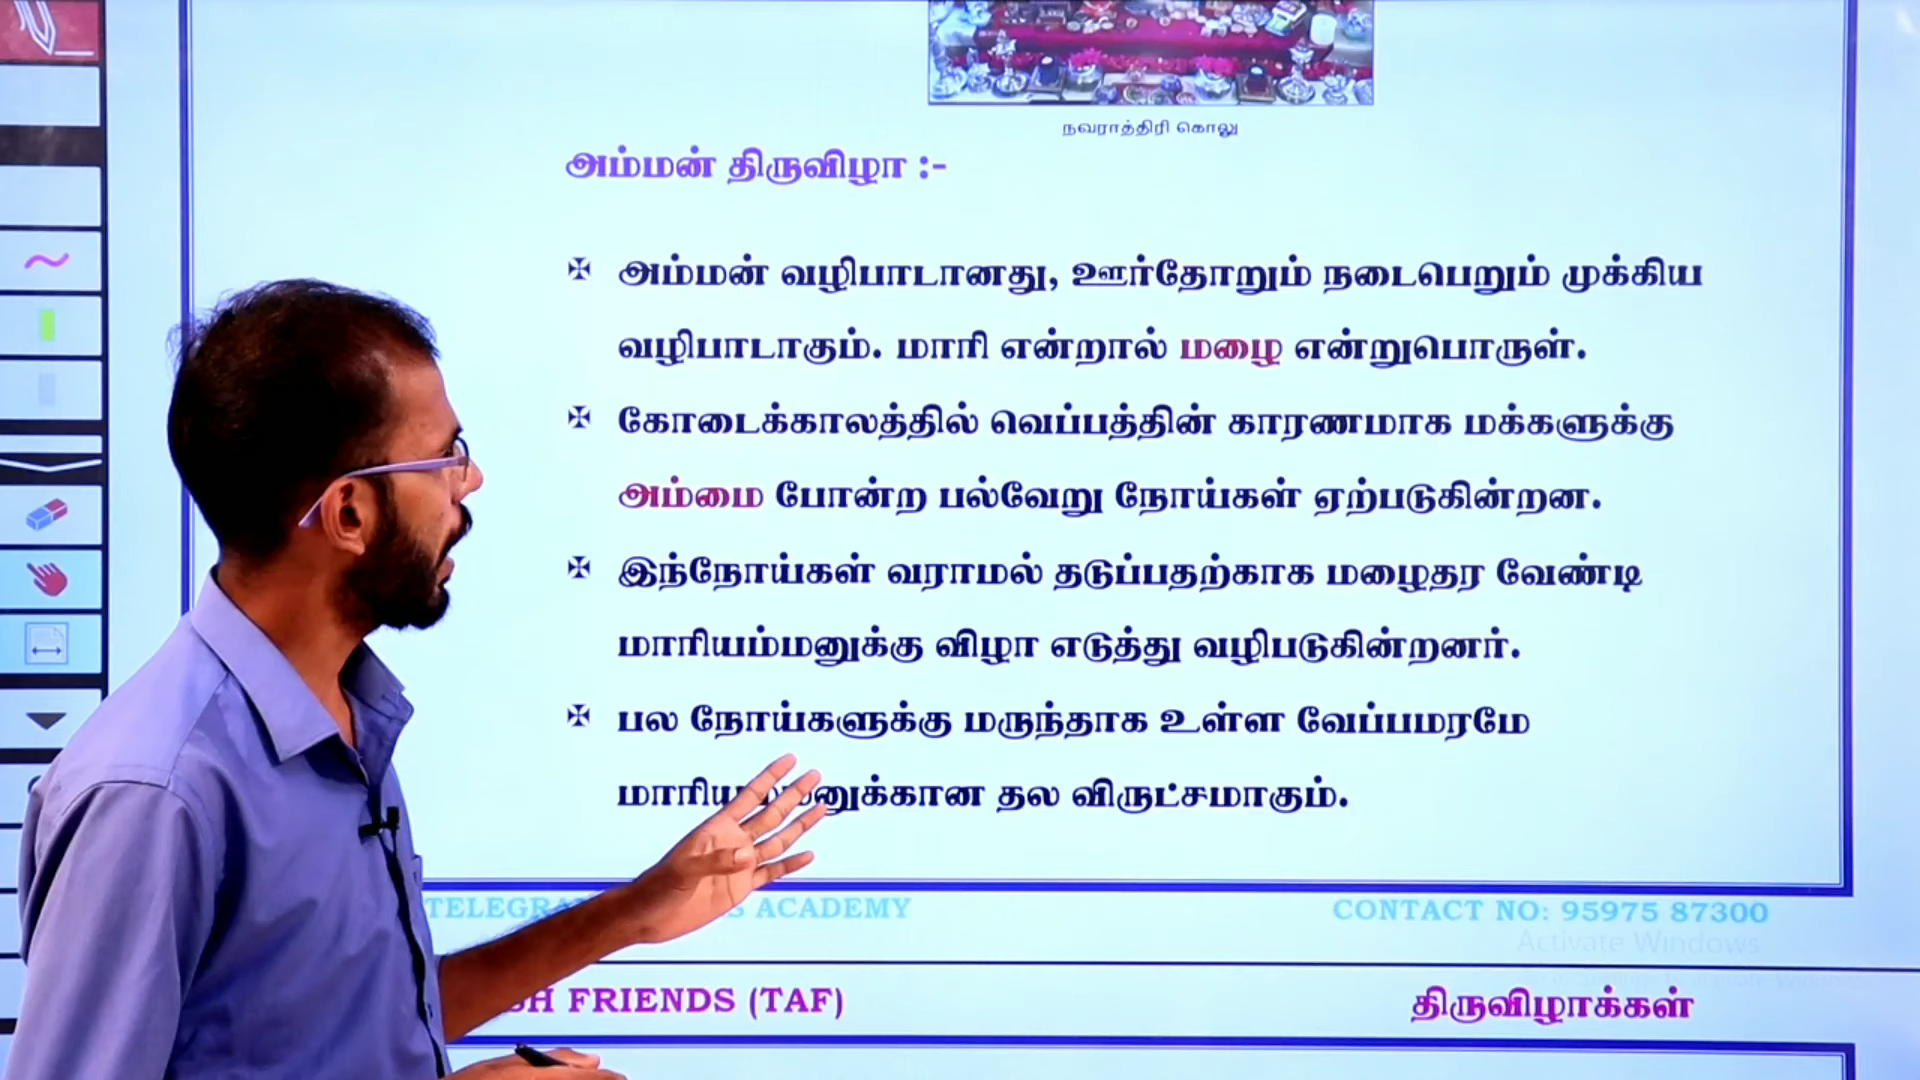 நவராத்திரி கொலு
அம்மன் திருவிழா :-
✠ அம்மன் வழிபாடானது, ஊர்தோறும் நடைபெறும் முக்கிய
வழிபாடாகும். மாரி என்றால் மழை என்றுபொருள்.
✠ கோடைக்காலத்தில் வெப்பத்தின் காரணமாக மக்களுக்கு
அம்மை போன்ற பல்வேறு நோய்கள் ஏற்படுகின்றன.
✠ இந்நோய்கள் வராமல் தடுப்பதற்காக மழைதர வேண்டி
மாரியம்மனுக்கு விழா எடுத்து வழிபடுகின்றனர்.
✠ பல நோய்களுக்கு மருந்தாக உள்ள வேப்பமரமே
தல விருட்சமாகும்.
ACADEMY CONTACT NO: 95975 87300
Activate Windows
FRIENDS (TAF) திருவிழாக்கள்